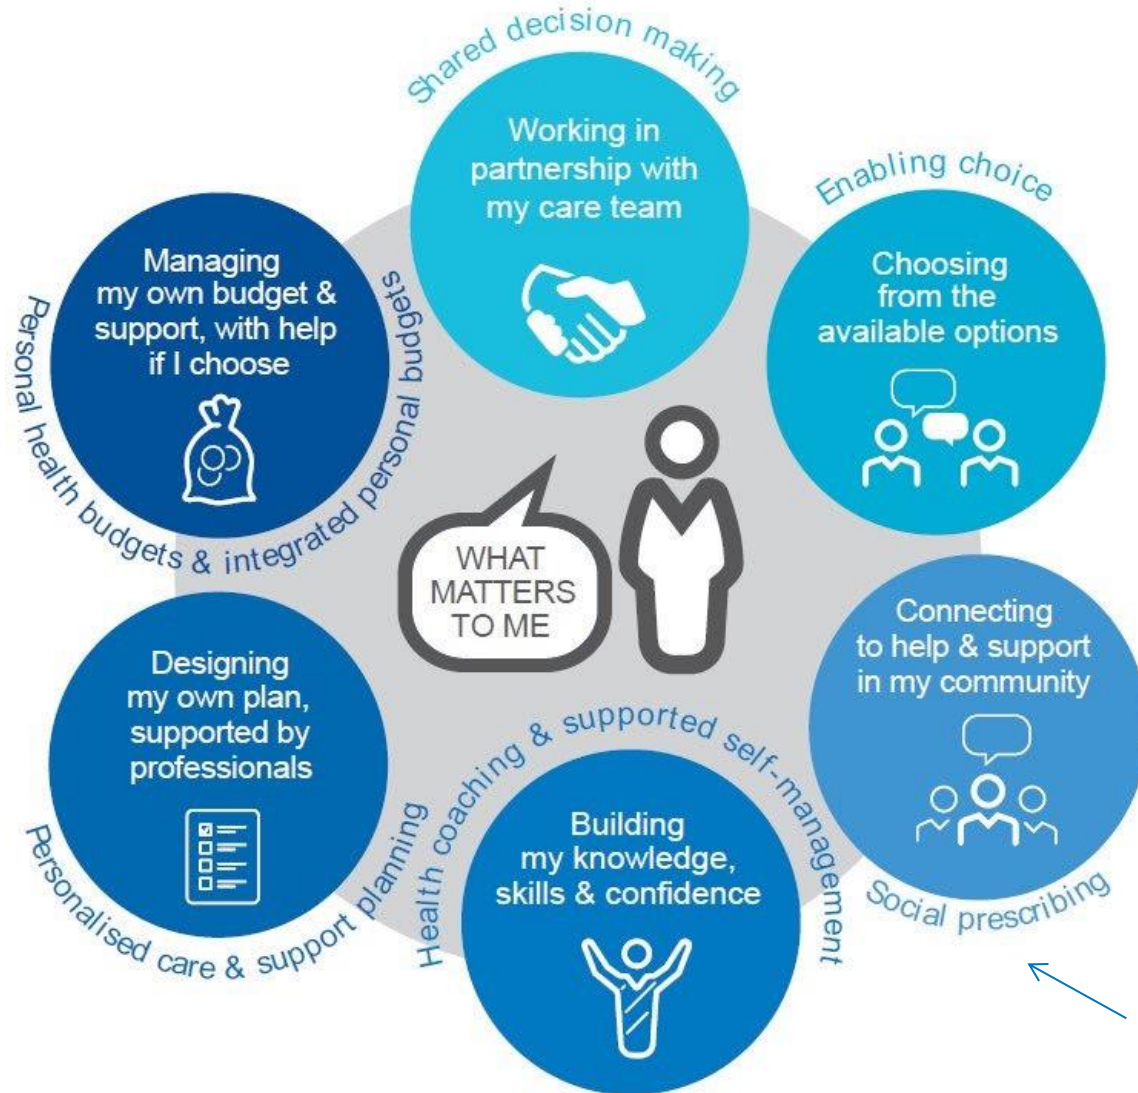 Shared decision making
Working in
partnership with
my care team
Enabling choice
Choosing
from the
available options
Connecting
to help & support
in my community
Social prescribing
Health coaching & supported self-management
Building
my knowledge,
skills & confidence
Designing
my own plan,
supported by
professionals
Personalised care & support planning
Managing
my own budget &
support, with help
if I choose
Personal health budgets & integrated personal budgets
WHAT
MATTERS
TO ME